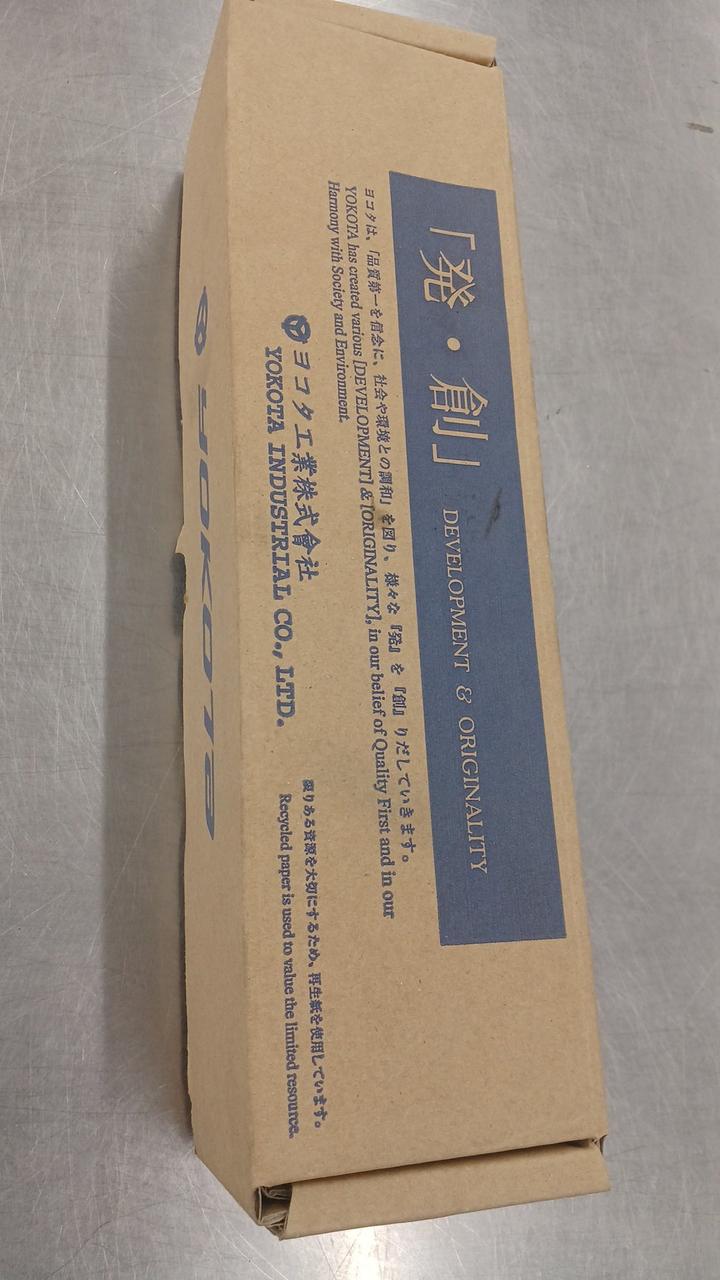 「発・創」 DEVELOPMENT & ORIGINALITY
ヨコタは、「品質第一を信念に、社会や環境との調和」を図り、様々な『発』を『創』りだしていきます。
YOKOTA has created various [DEVELOPMENT] & [ORIGINALITY], in our belief of Quality First and in our
Harmony with Society and Environment.
ヨコタ工業株式會社
YOKOTA INDUSTRIAL CO., LTD.
限りある資源を大切にするため、再生紙を使用しています。
Recycled paper is used to value the limited resource.
YOKOTA